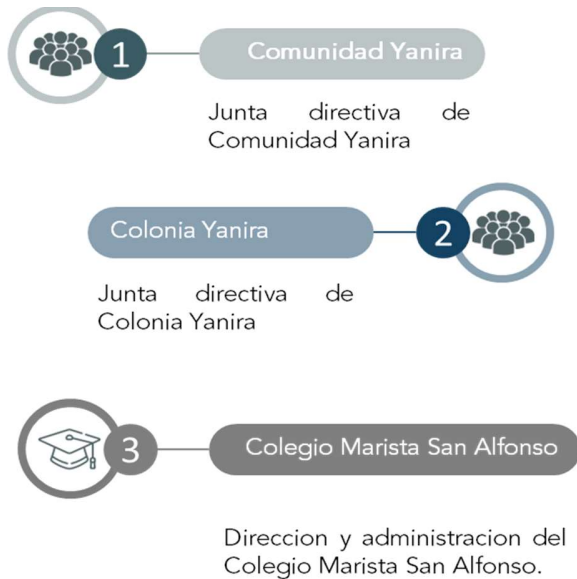 1
Comunidad Yanira
Junta directiva de
Comunidad Yanira
Colonia Yanira
2
Junta directiva de
Colonia Yanira
3
Colegio Marista San Alfonso
Direccion y administracion del
Colegio Marista San Alfonso.